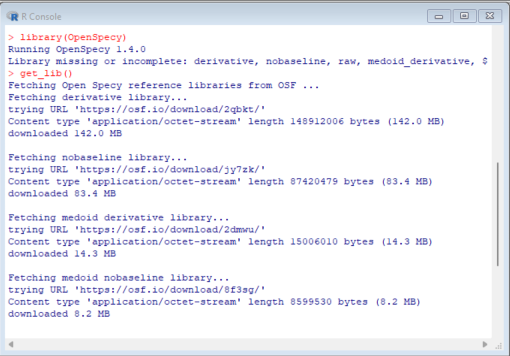 R Console
> library(OpenSpecy)
Running OpenSpecy 1.4.0
Library missing or incomplete: derivative, nobaseline, raw, medoid_derivative, $
> get_lib()
Fetching Open Specy reference libraries from OSF ...
Fetching derivative library...
trying URL 'https://osf.io/download/2qbkt/'
Content type 'application/octet-stream' length 148912006 bytes (142.0 MB)
downloaded 142.0 MB
Fetching nobaseline library...
trying URL 'https://osf.io/download/jy7zk/'
Content type 'application/octet-stream' length 87420479 bytes (83.4 MB)
downloaded 83.4 MB
Fetching medoid derivative library...
trying URL 'https://osf.io/download/2dmwu/'
Content type 'application/octet-stream' length 15006010 bytes (14.3 MB)
downloaded 14.3 MB
Fetching medoid nobaseline library...
trying URL 'https://osf.io/download/8f3sg/'
Content type 'application/octet-stream' length 8599530 bytes (8.2 MB)
downloaded 8.2 MB